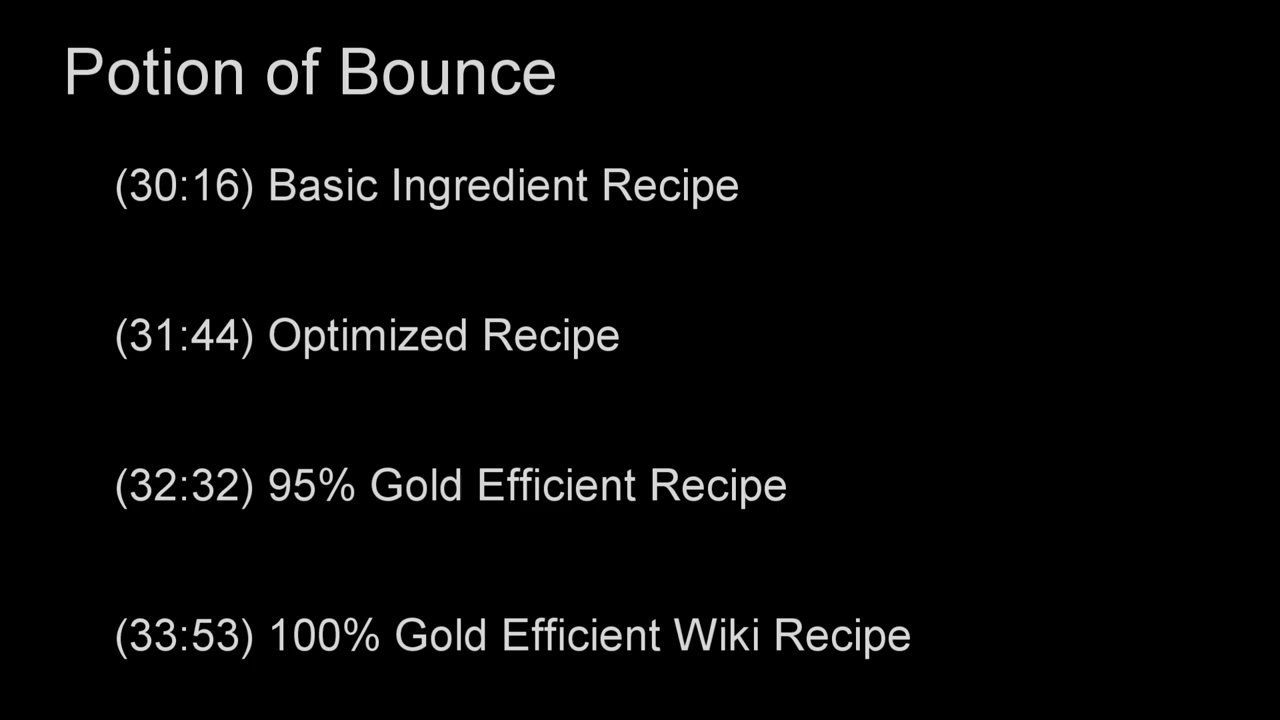 Potion of Bounce
(30:16) Basic Ingredient Recipe
(31:44) Optimized Recipe
(32:32) 95% Gold Efficient Recipe
(33:53) 100% Gold Efficient Wiki Recipe